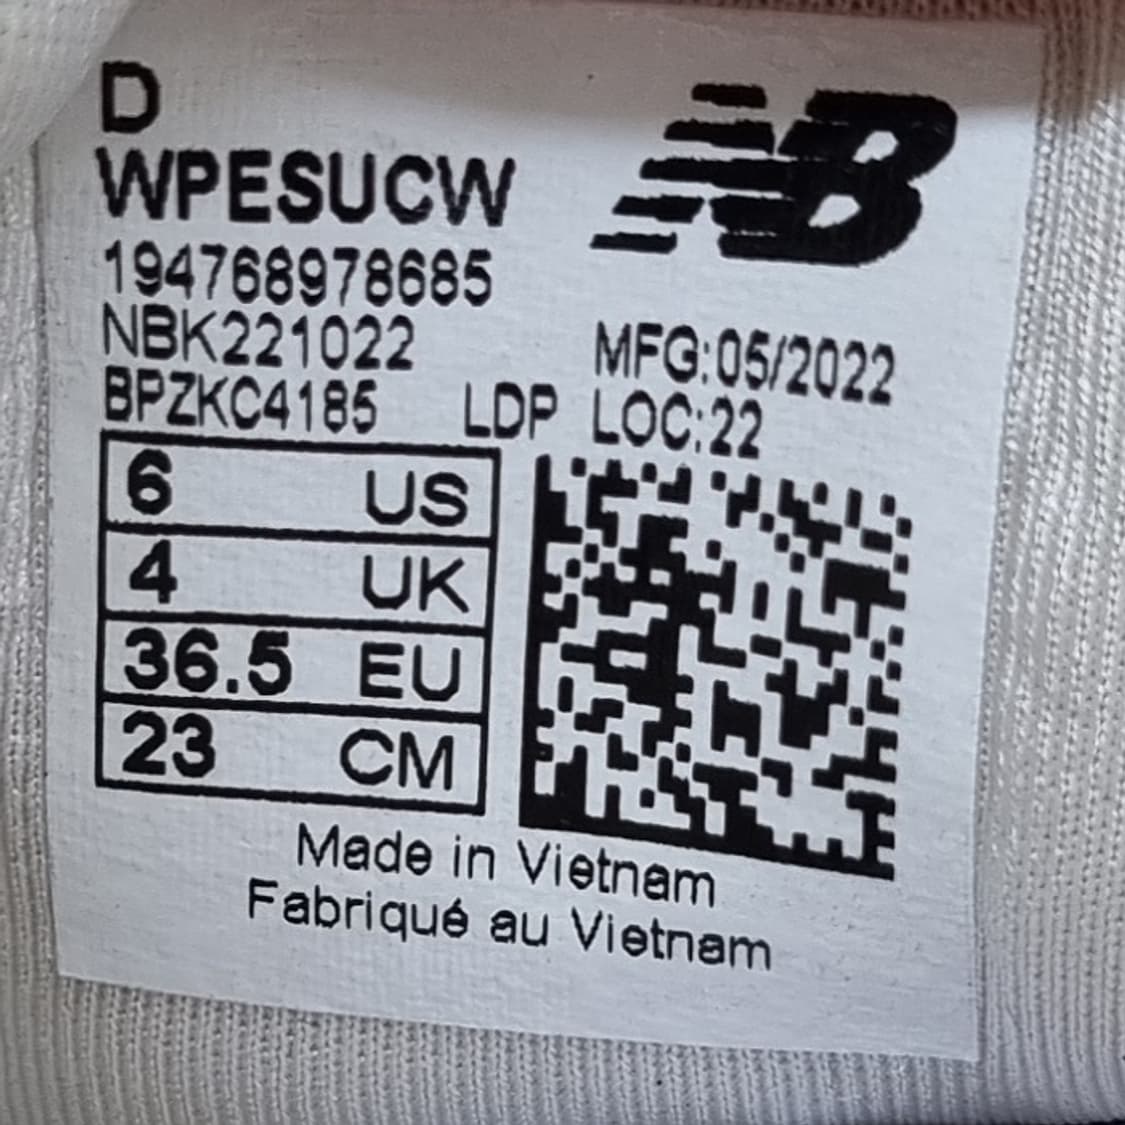 D
WPESUCW
194768978685
NBK221022 MFG:05/2022
BPZKC4185 LDP LOC:22
6 US
4 UK
36.5 EU
23 CM
Made in Vietnam
Fabriqué au Vietnam
NB